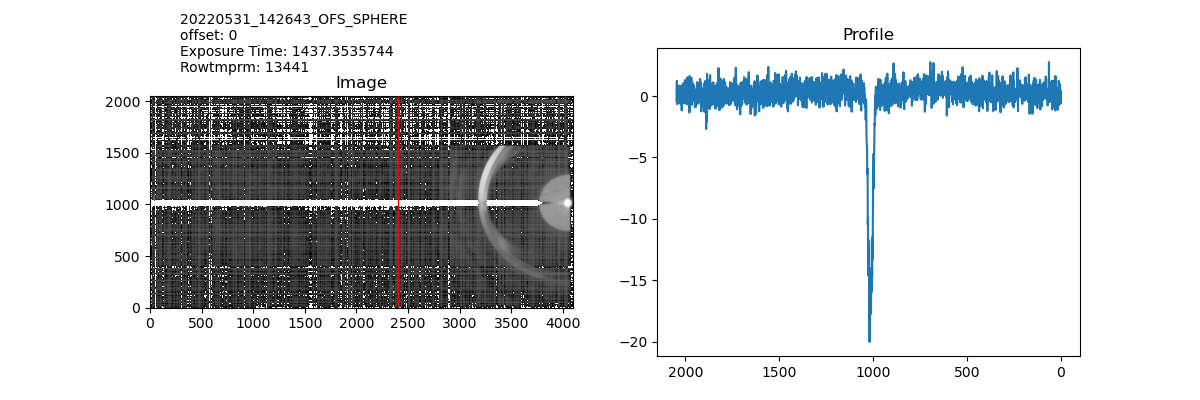 20220531_142643_OFS_SPHERE
offset: 0
Exposure Time: 1437.3535744
Rowtmprm: 13441
Image
2000
1500
1000
500
0
0 500 1000 1500 2000 2500 3000 3500 4000
Profile
0
−5
−10
−15
−20
2000 1500 1000 500 0